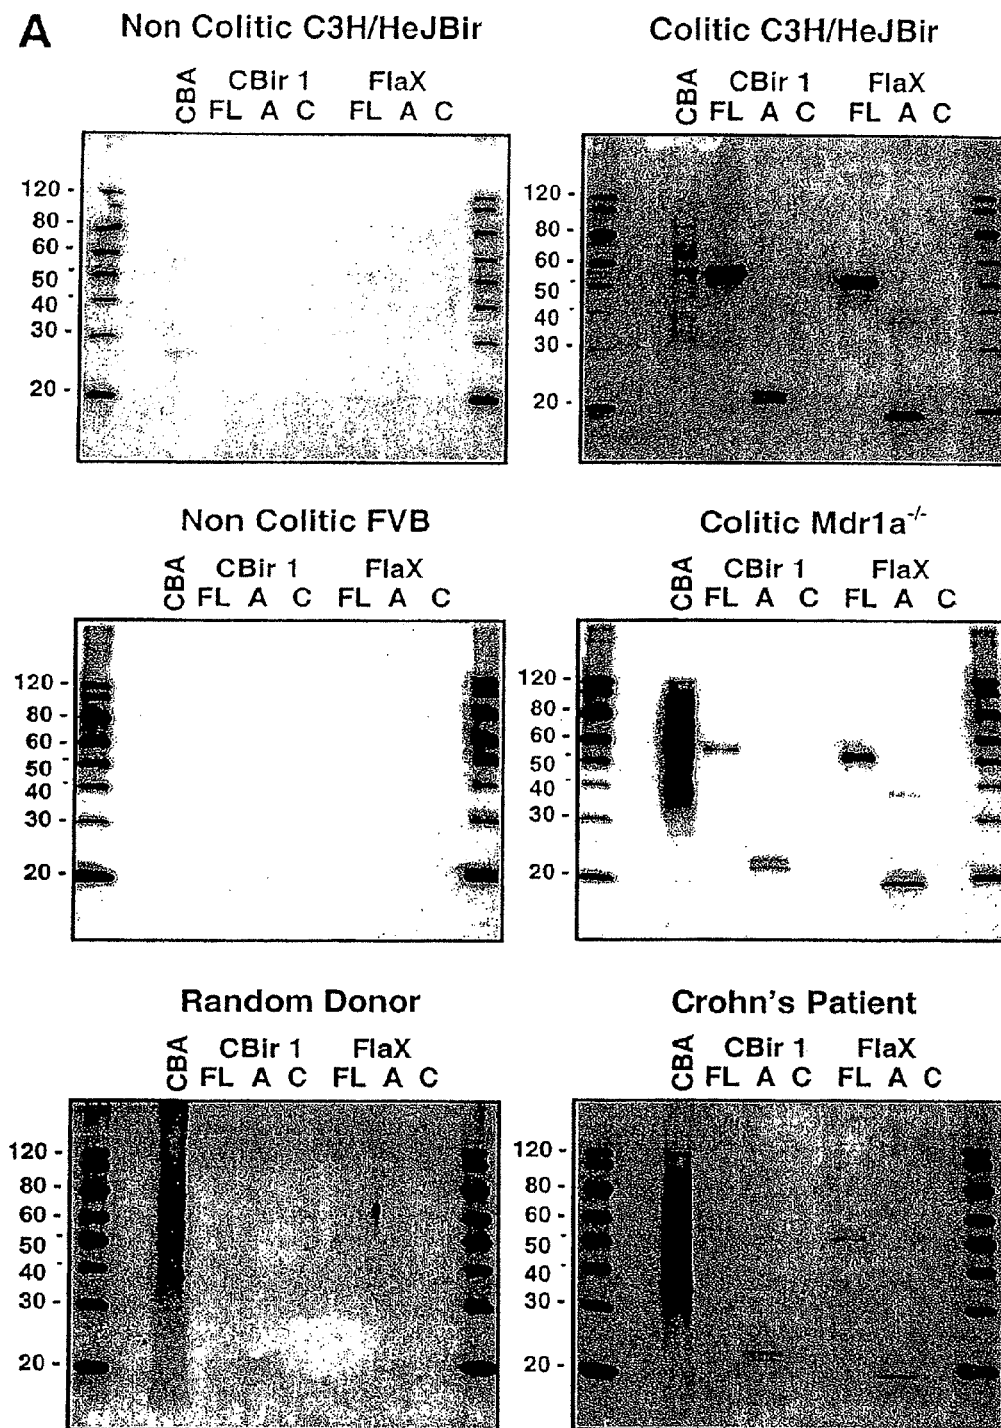 A
Non Colitic C3H/HeJBir
CBA
CBir 1
FlaX
FL A C FL A C
120 -
80 -
60 -
50 -
40 -
30 -
20 -
Colitic C3H/HeJBir
CBA
CBir 1
FlaX
FL A C FL A C
120 -
80 -
60 -
50 -
40 -
30 -
20 -
Non Colitic FVB
CBA
CBir 1
FlaX
FL A C FL A C
120 -
80 -
60 -
50 -
40 -
30 -
20 -
Colitic Mdr1a-/-
CBA
CBir 1
FlaX
FL A C FL A C
120 -
80 -
60 -
50 -
40 -
30 -
20 -
Random Donor
CBA
CBir 1
FlaX
FL A C FL A C
120 -
80 -
60 -
50 -
40 -
30 -
20 -
Crohn's Patient
CBA
CBir 1
FlaX
FL A C FL A C
120 -
80 -
60 -
50 -
40 -
30 -
20 -